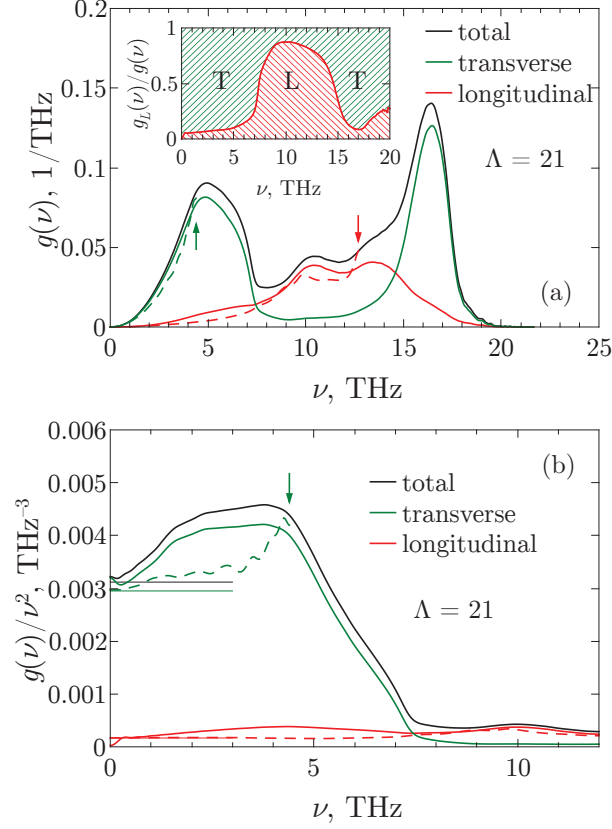 0.2
0.15
0.1
0.05
0
g(ν), 1/THz
1
0.5
0
g_L(ν)/g(ν)
T L T
0 5 10 15 20
ν, THz
total
transverse
longitudinal
Λ = 21
(a)
0 5 10 15 20 25
ν, THz
0.006
0.005
0.004
0.003
0.002
0.001
0
g(ν)/ν², THz⁻³
(b)
total
transverse
longitudinal
Λ = 21
0 5 10
ν, THz